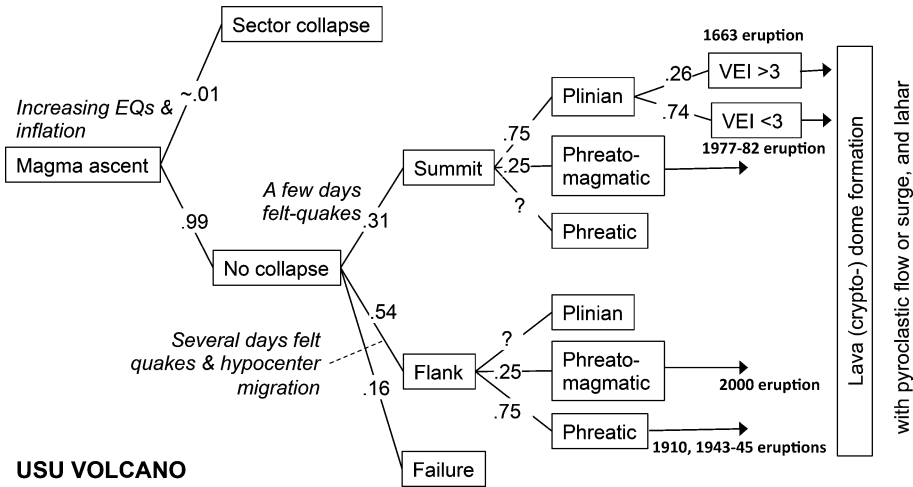 Sector collapse
~.01
Increasing EQs &
inflation
Magma ascent
.99
No collapse
A few days
felt-quakes
.31
Summit
.75
.25
?
Plinian
.26
.74
1663 eruption
VEI >3
VEI <3
1977-82 eruption
Phreato-
magmatic
Phreatic
.54
Several days felt
quakes & hypocenter
migration
.16
Flank
?
.25
.75
Plinian
Phreato-
magmatic
2000 eruption
Phreatic
1910, 1943-45 eruptions
Failure
Lava (crypto-) dome formation
with pyroclastic flow or surge, and lahar
USU VOLCANO